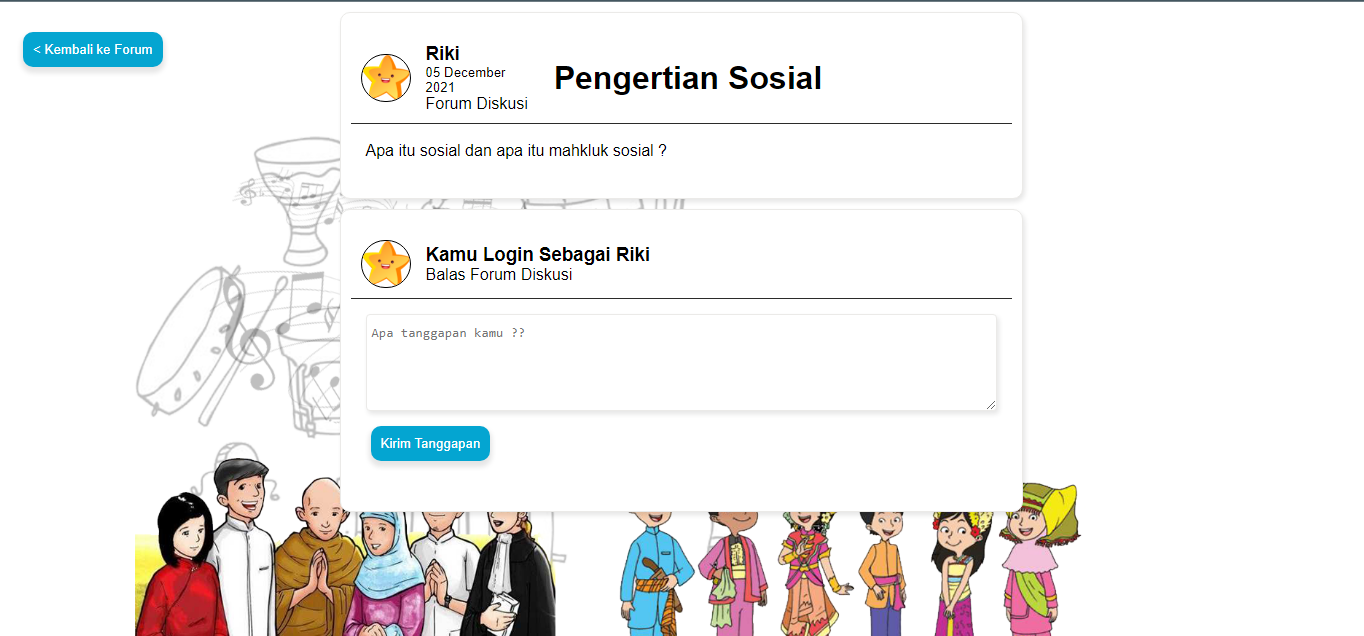 < Kembali ke Forum
Riki
05 December
2021
Forum Diskusi
Pengertian Sosial
Apa itu sosial dan apa itu mahkluk sosial ?
Kamu Login Sebagai Riki
Balas Forum Diskusi
Apa tanggapan kamu ??
Kirim Tanggapan